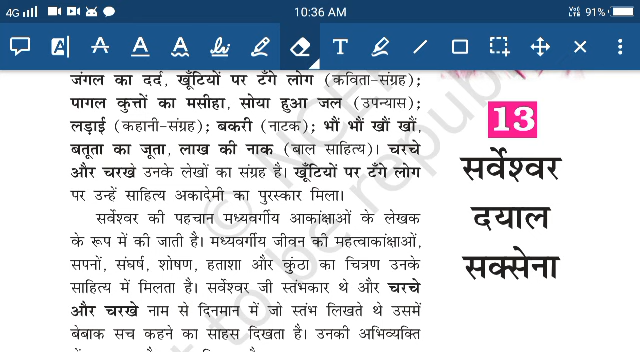 4G
10:36 AM
VoD LTE 91%
जंगल का दर्द, खूँटियों पर टँगे लोग (कविता-संग्रह);
पागल कुत्तों का मसीहा, सोया हुआ जल (उपन्यास);
लड़ाई (कहानी-संग्रह); बकरी (नाटक); भौं भौं खौं खौं,
बतूता का जूता, लाख की नाक (बाल साहित्य)। चरचे
और चरखे उनके लेखों का संग्रह है। खूँटियों पर टँगे लोग
पर उन्हें साहित्य अकादेमी का पुरस्कार मिला।
सर्वेश्वर की पहचान मध्यवर्गीय आकांक्षाओं के लेखक
के रूप में की जाती है। मध्यवर्गीय जीवन की महत्वाकांक्षाओं,
सपनों, संघर्ष, शोषण, हताशा और कुंठा का चित्रण उनके
साहित्य में मिलता है। सर्वेश्वर जी स्तंभकार थे और चरचे
और चरखे नाम से दिनमान में जो स्तंभ लिखते थे उसमें
बेबाक सच कहने का साहस दिखता है। उनकी अभिव्यक्ति
13
सर्वेश्वर
दयाल
सक्सेना